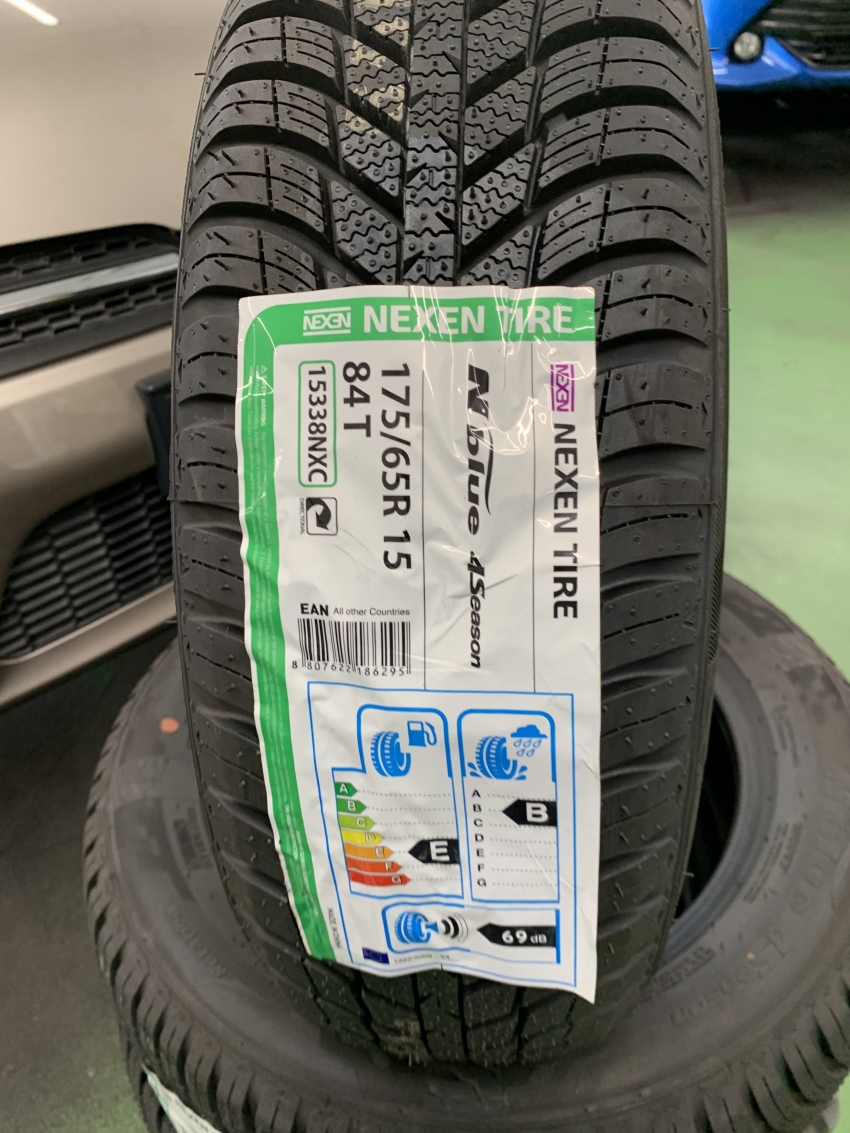 NEXEN NEXEN TIRE
NEXEN NEXEN TIRE
N'blue 4Season
175/65R 15
84 T
15338NXC
DIRECTIONAL
EAN All other Countries
8 807622 186295
A
B
C
D
E
F
G
E
A
B
C
D
E
F
G
B
69 dB